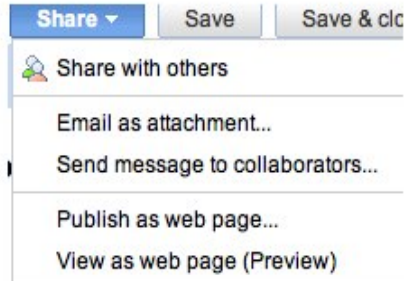 Share Save Save & clo
Share with others
Email as attachment...
Send message to collaborators...
Publish as web page...
View as web page (Preview)